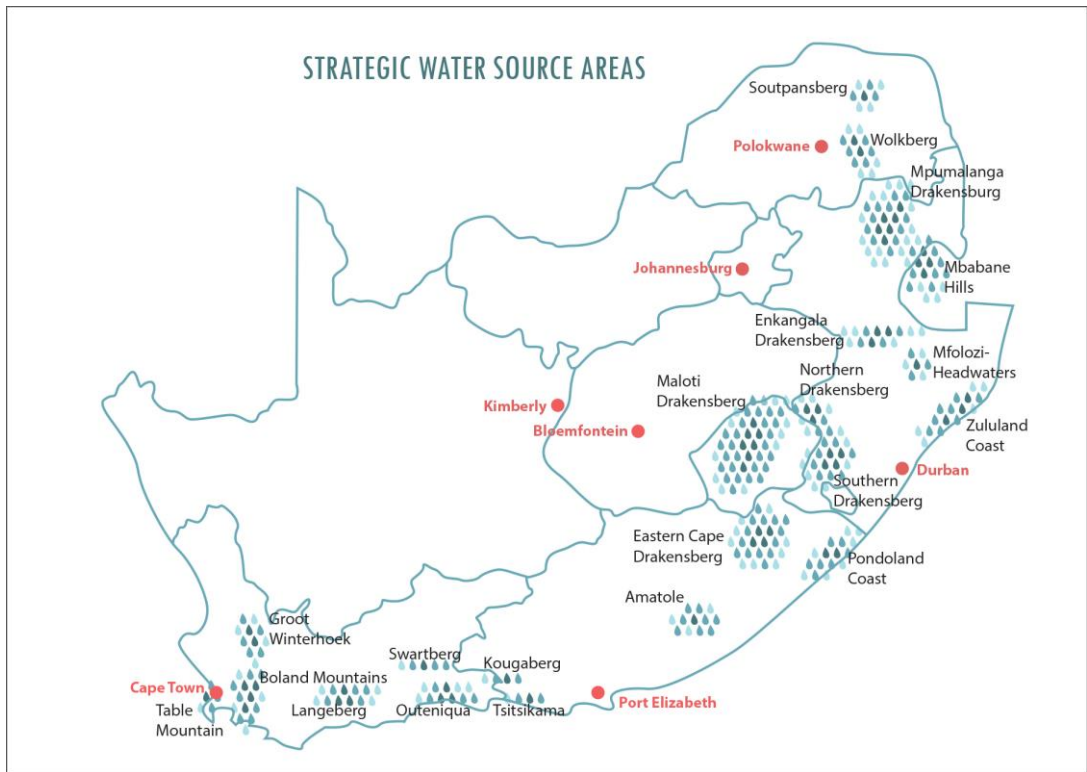 STRATEGIC WATER SOURCE AREAS
Soutpansberg
Polokwane
Wolkberg
Mpumalanga
Drakensburg
Johannesburg
Mbabane
Hills
Enkangala
Drakensberg
Mfolozi-
Headwaters
Northern
Drakensberg
Maloti
Drakensberg
Kimberly
Bloemfontein
Zululand
Coast
Durban
Southern
Drakensberg
Eastern Cape
Drakensberg
Pondoland
Coast
Amatole
Groot
Winterhoek
Swartberg
Kougaberg
Boland Mountains
Cape Town
Table
Mountain
Langeberg
Outeniqua
Tsitsikama
Port Elizabeth